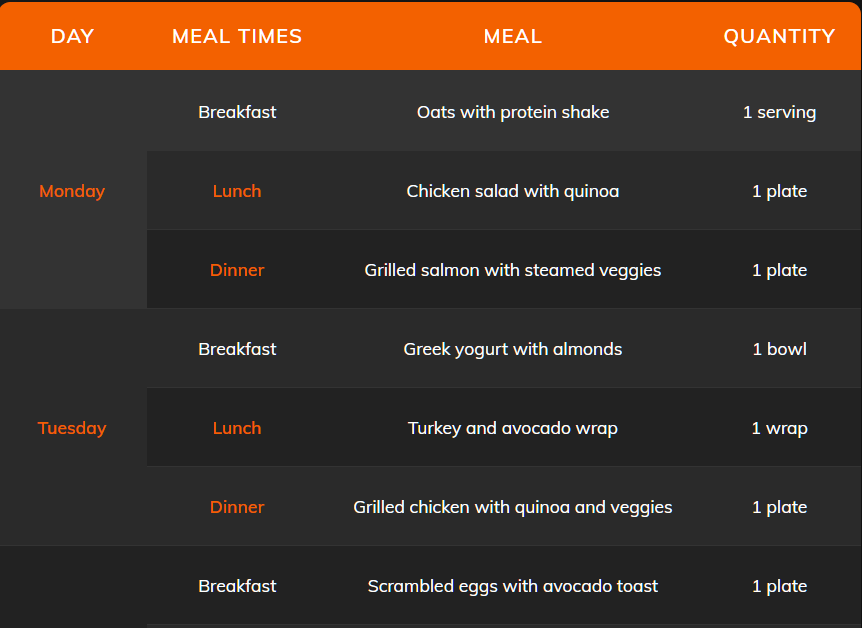 DAY MEAL TIMES MEAL QUANTITY
Breakfast Oats with protein shake 1 serving
Monday Lunch Chicken salad with quinoa 1 plate
Dinner Grilled salmon with steamed veggies 1 plate
Breakfast Greek yogurt with almonds 1 bowl
Tuesday Lunch Turkey and avocado wrap 1 wrap
Dinner Grilled chicken with quinoa and veggies 1 plate
Breakfast Scrambled eggs with avocado toast 1 plate